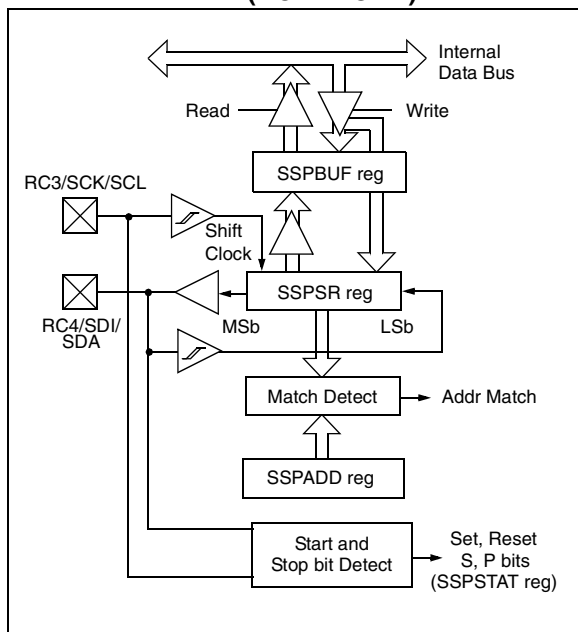 Internal
Data Bus
Read
Write
SSPBUF reg
RC3/SCK/SCL
Shift
Clock
SSPSR reg
MSb
LSb
RC4/SDI/
SDA
Match Detect
Addr Match
SSPADD reg
Start and
Stop bit Detect
Set, Reset
S, P bits
(SSPSTAT reg)